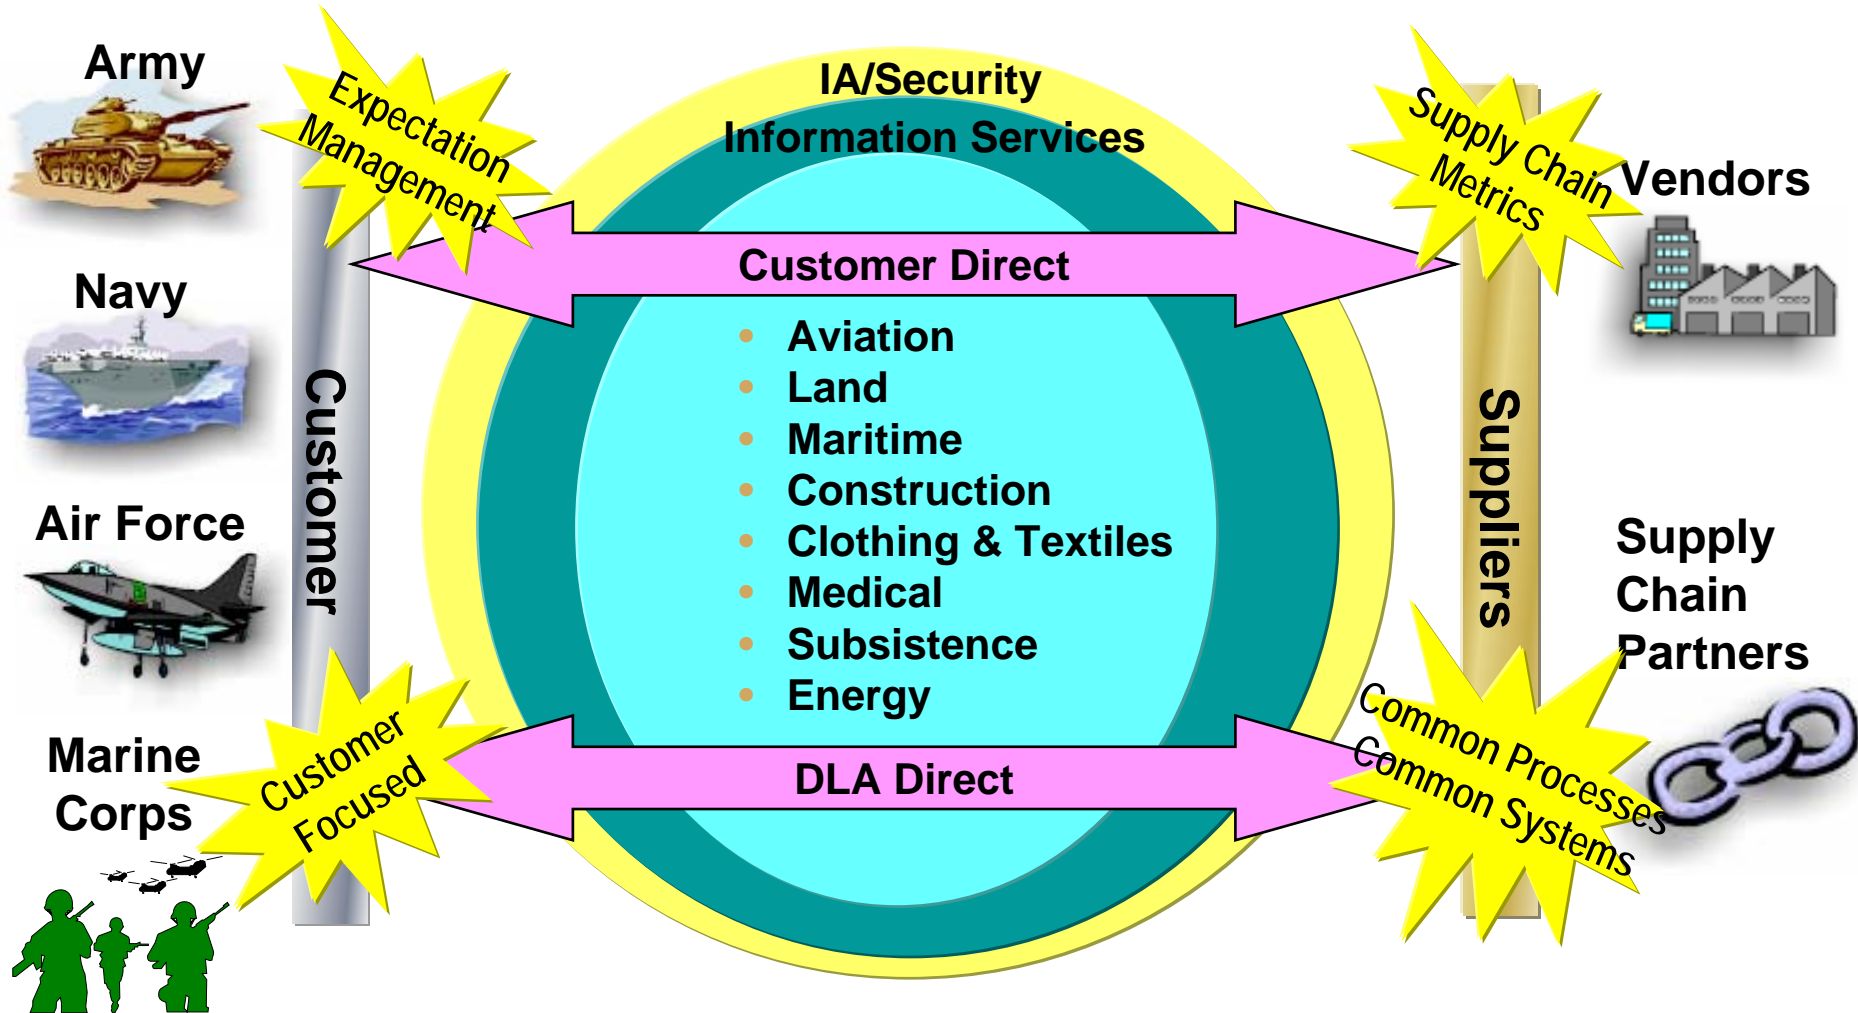 Army
Expectation
Management
IA/Security
Information Services
Supply Chain
Metrics
Vendors
Customer Direct
Navy
• Aviation
• Land
• Maritime
• Construction
• Clothing & Textiles
• Medical
• Subsistence
• Energy
Customer
Suppliers
Air Force
Supply
Chain
Partners
Marine
Corps
Customer
Focused
DLA Direct
Common Processes
Common Systems